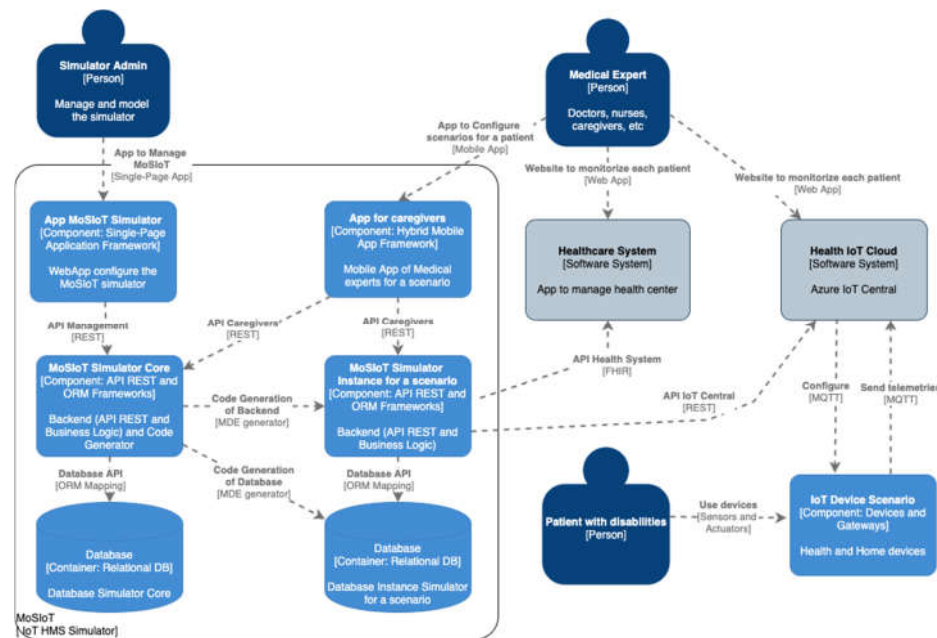 Simulator Admin
[Person]
Manage and model
the simulator
Medical Expert
[Person]
Doctors, nurses,
caregivers, etc
App to Manage
MoSIoT
[Single-Page App]
App to Configure
scenarios for a patient
[Mobile App]
Website to monitorize each patient
[Web App]
Website to monitorize each patient
[Web App]
App MoSIoT Simulator
[Component: Single-Page
Application Framework]
WebApp configure the
MoSIoT simulator
App for caregivers
[Component: Hybrid Mobile
App Framework]
Mobile App of Medical
experts for a scenario
Healthcare System
[Software System]
App to manage health center
Health IoT Cloud
[Software System]
Azure IoT Central
API Management
[REST]
API Caregivers
[REST]
API Caregivers
[REST]
API Health System
[FHIR]
MoSIoT Simulator Core
[Component: API REST and
ORM Frameworks]
Backend (API REST and
Business Logic) and Code
Generator
Code Generation
of Backend
[MDE generator]
MoSIoT Simulator
Instance for a scenario
[Component: API REST and
ORM Frameworks]
Backend (API REST and
Business Logic)
API IoT Central
[REST]
Configure
[MQTT]
Send telemetries
[MQTT]
Database API
[ORM Mapping]
Code Generation
of Database
[MDE generator]
Database API
[ORM Mapping]
Database
[Container: Relational DB]
Database Simulator Core
Database
[Container: Relational DB]
Database Instance Simulator
for a scenario
Patient with disabilities
[Person]
Use devices
[Sensors and
Actuators]
IoT Device Scenario
[Component: Devices and
Gateways]
Health and Home devices
MoSIoT
[IoT HMS Simulator]